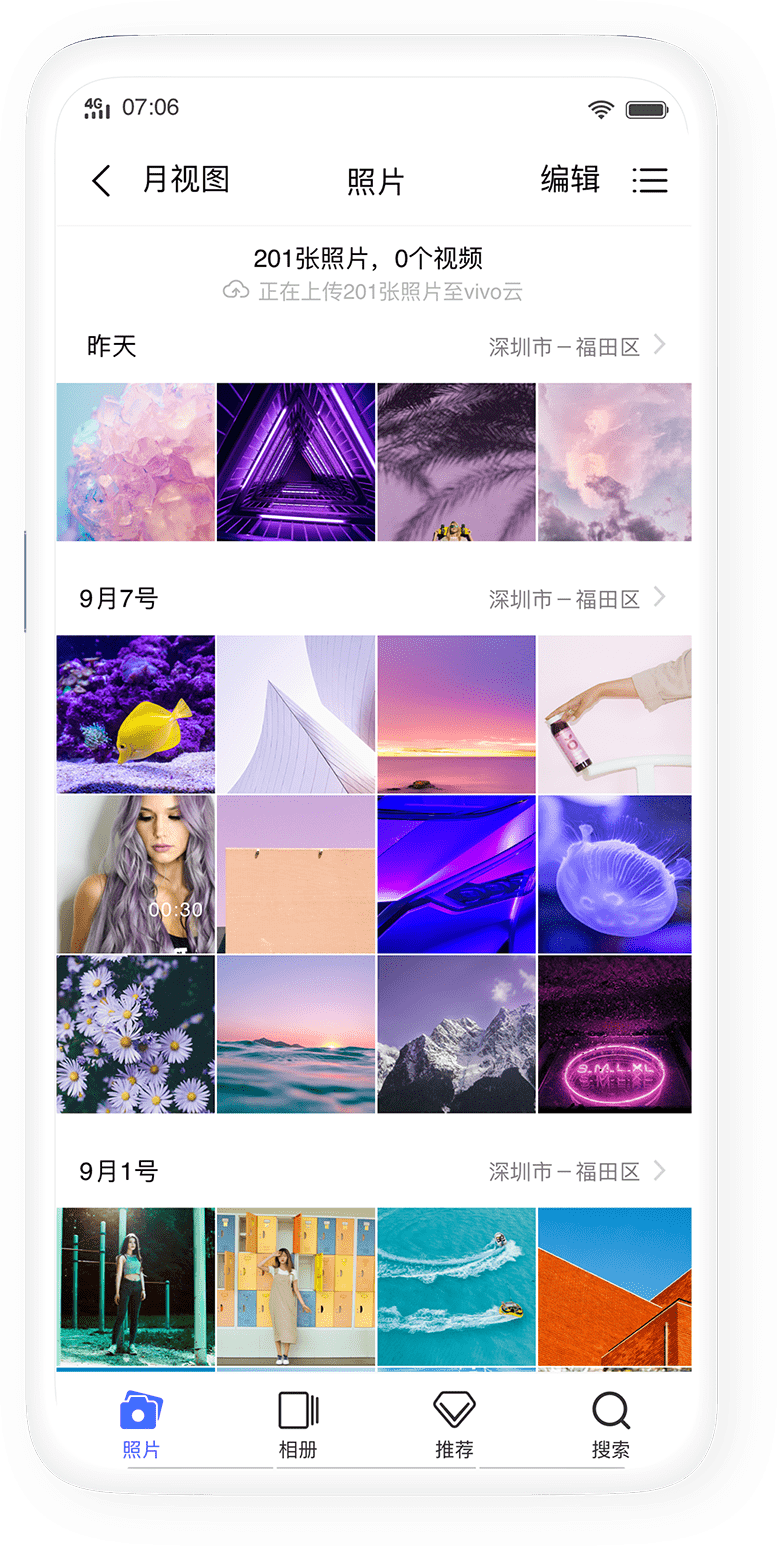 4G 07:06
月视图 照片 编辑
201张照片，0个视频
正在上传201张照片至vivo云
昨天 深圳市－福田区
9月7号 深圳市－福田区
00:30
S.M.L.XL
9月1号 深圳市－福田区
照片 相册 推荐 搜索